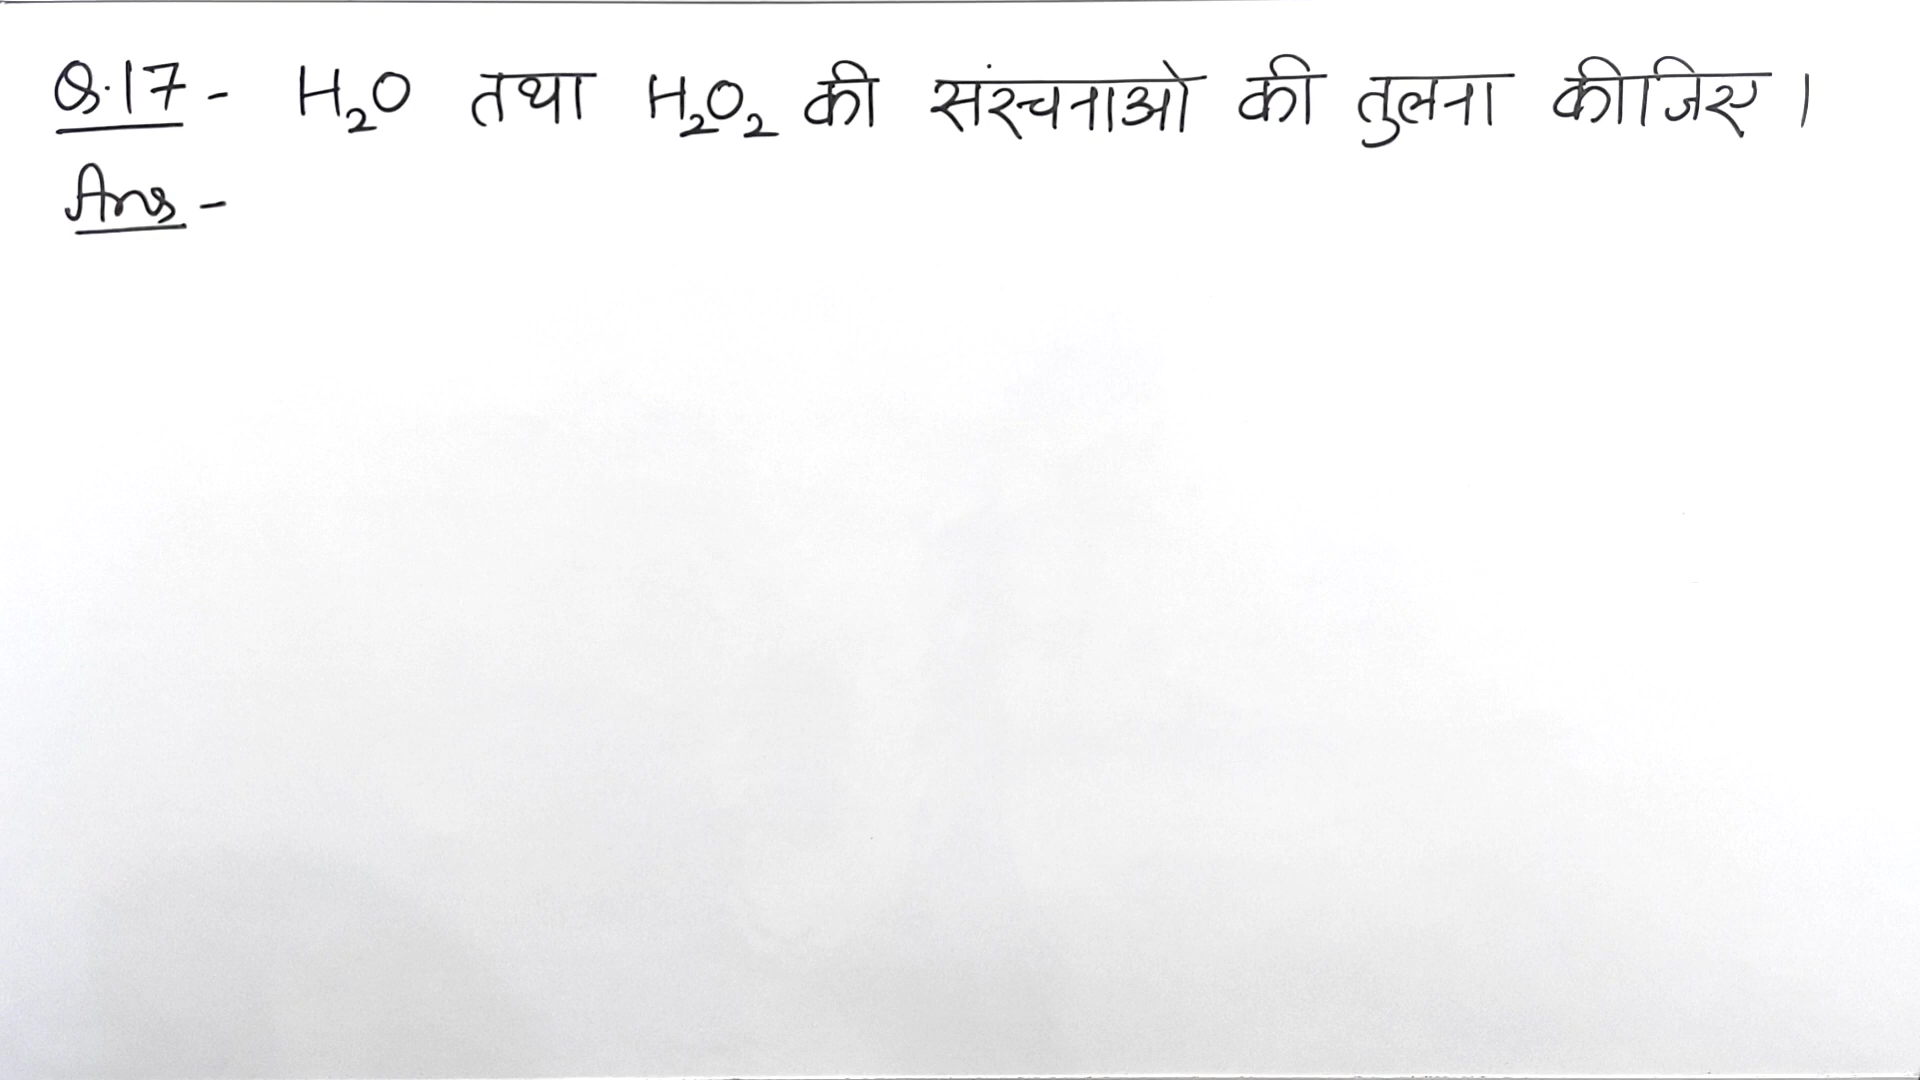 Q.17 - H₂O तथा H₂O₂ की संरचनाओ की तुलना कीजिए ।
Ans -